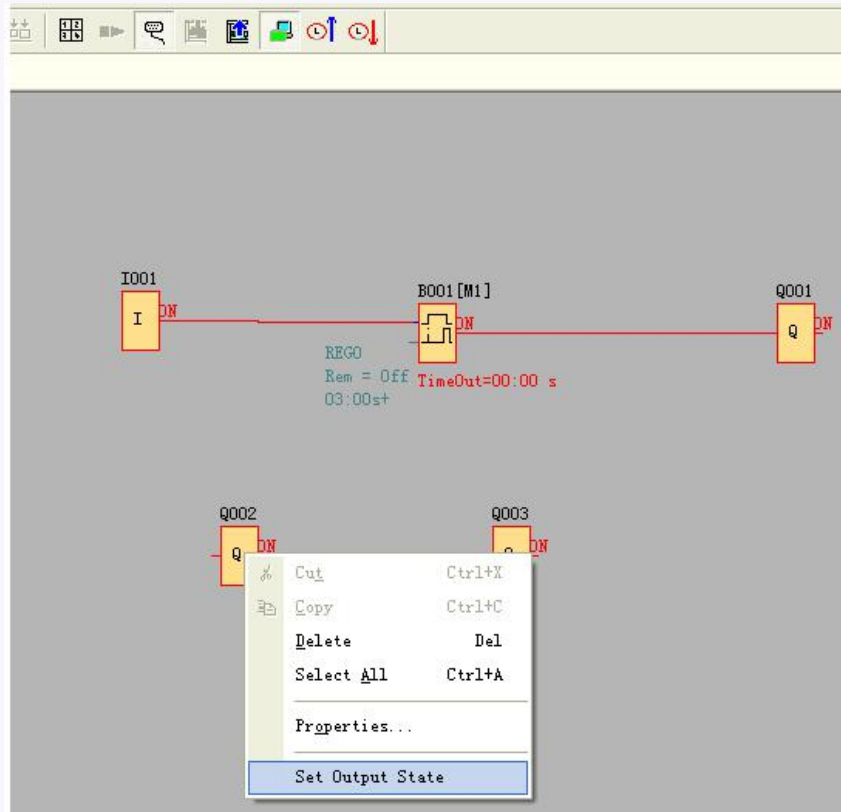 I001
I
ON
B001[M1]
ON
REGO
Rem = Off
03:00s+
TimeOut=00:00 s
Q001
Q
ON
Q002
Q
ON
Q003
Q
ON
Cut Ctrl+X
Copy Ctrl+C
Delete Del
Select All Ctrl+A
Properties...
Set Output State